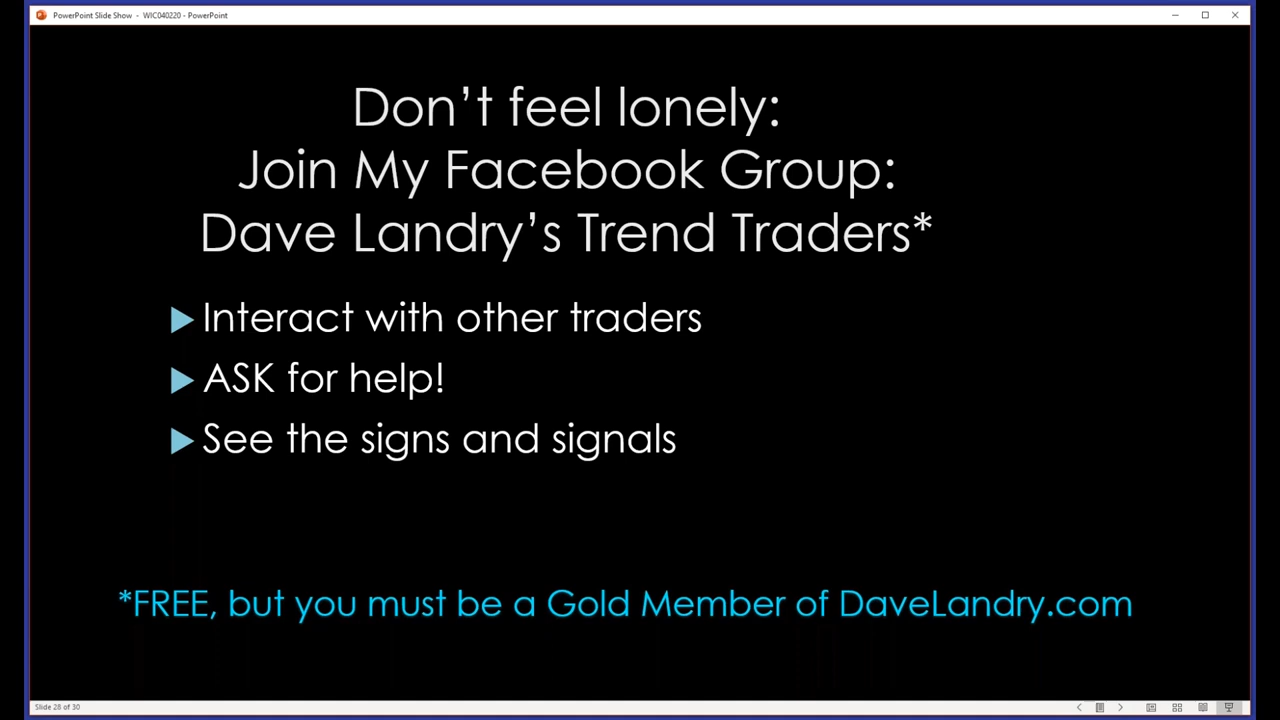 PowerPoint Slide Show - WIC040220 - PowerPoint
Don’t feel lonely:
Join My Facebook Group:
Dave Landry’s Trend Traders*
Interact with other traders
ASK for help!
See the signs and signals
*FREE, but you must be a Gold Member of DaveLandry.com
Slide 28 of 30